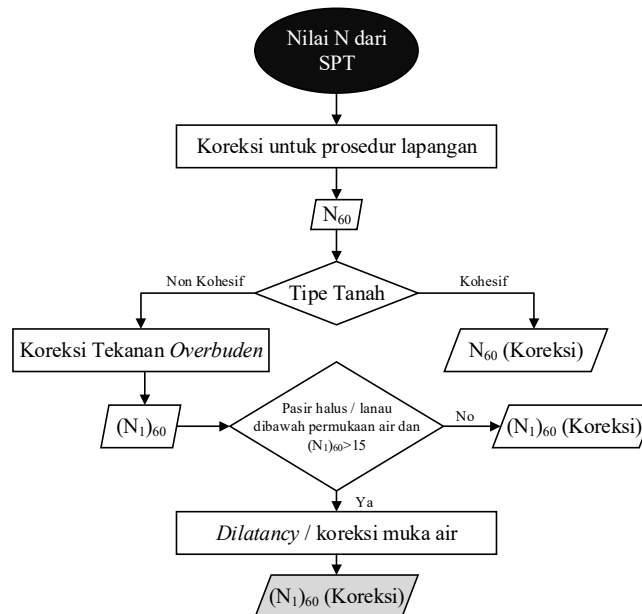 Nilai N dari
SPT
Koreksi untuk prosedur lapangan
N₆₀
Non Kohesif
Tipe Tanah
Kohesif
Koreksi Tekanan Overbuden
N₆₀ (Koreksi)
(N₁)₆₀
Pasir halus / lanau
dibawah permukaan air dan
(N₁)₆₀>15
No
(N₁)₆₀ (Koreksi)
Ya
Dilatancy / koreksi muka air
(N₁)₆₀ (Koreksi)